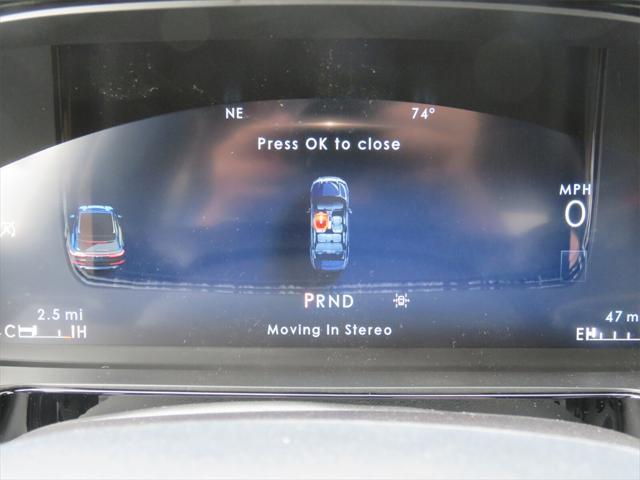 NE 74°
Press OK to close
MPH
0
PRND
2.5 mi 47 m
C H Moving In Stereo E